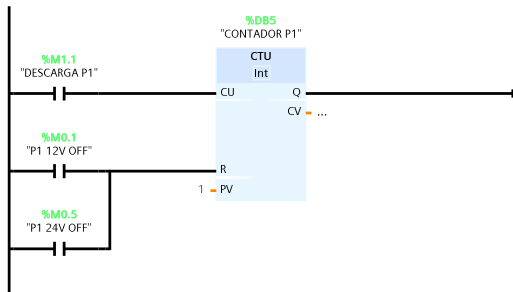 %DB5
"CONTADOR P1"
%M1.1
"DESCARGA P1"
CTU
Int
CU
Q
CV
...
%M0.1
"P1 12V OFF"
R
1
PV
%M0.5
"P1 24V OFF"